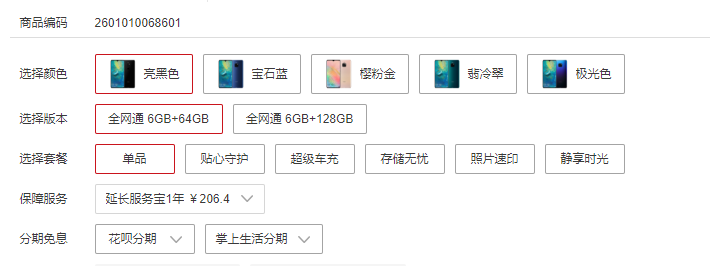 商品编码 2601010068601
选择颜色 亮黑色 宝石蓝 樱粉金 翡冷翠 极光色
选择版本 全网通 6GB+64GB 全网通 6GB+128GB
选择套餐 单品 贴心守护 超级车充 存储无忧 照片速印 静享时光
保障服务 延长服务宝1年 ￥206.4
分期免息 花呗分期 掌上生活分期